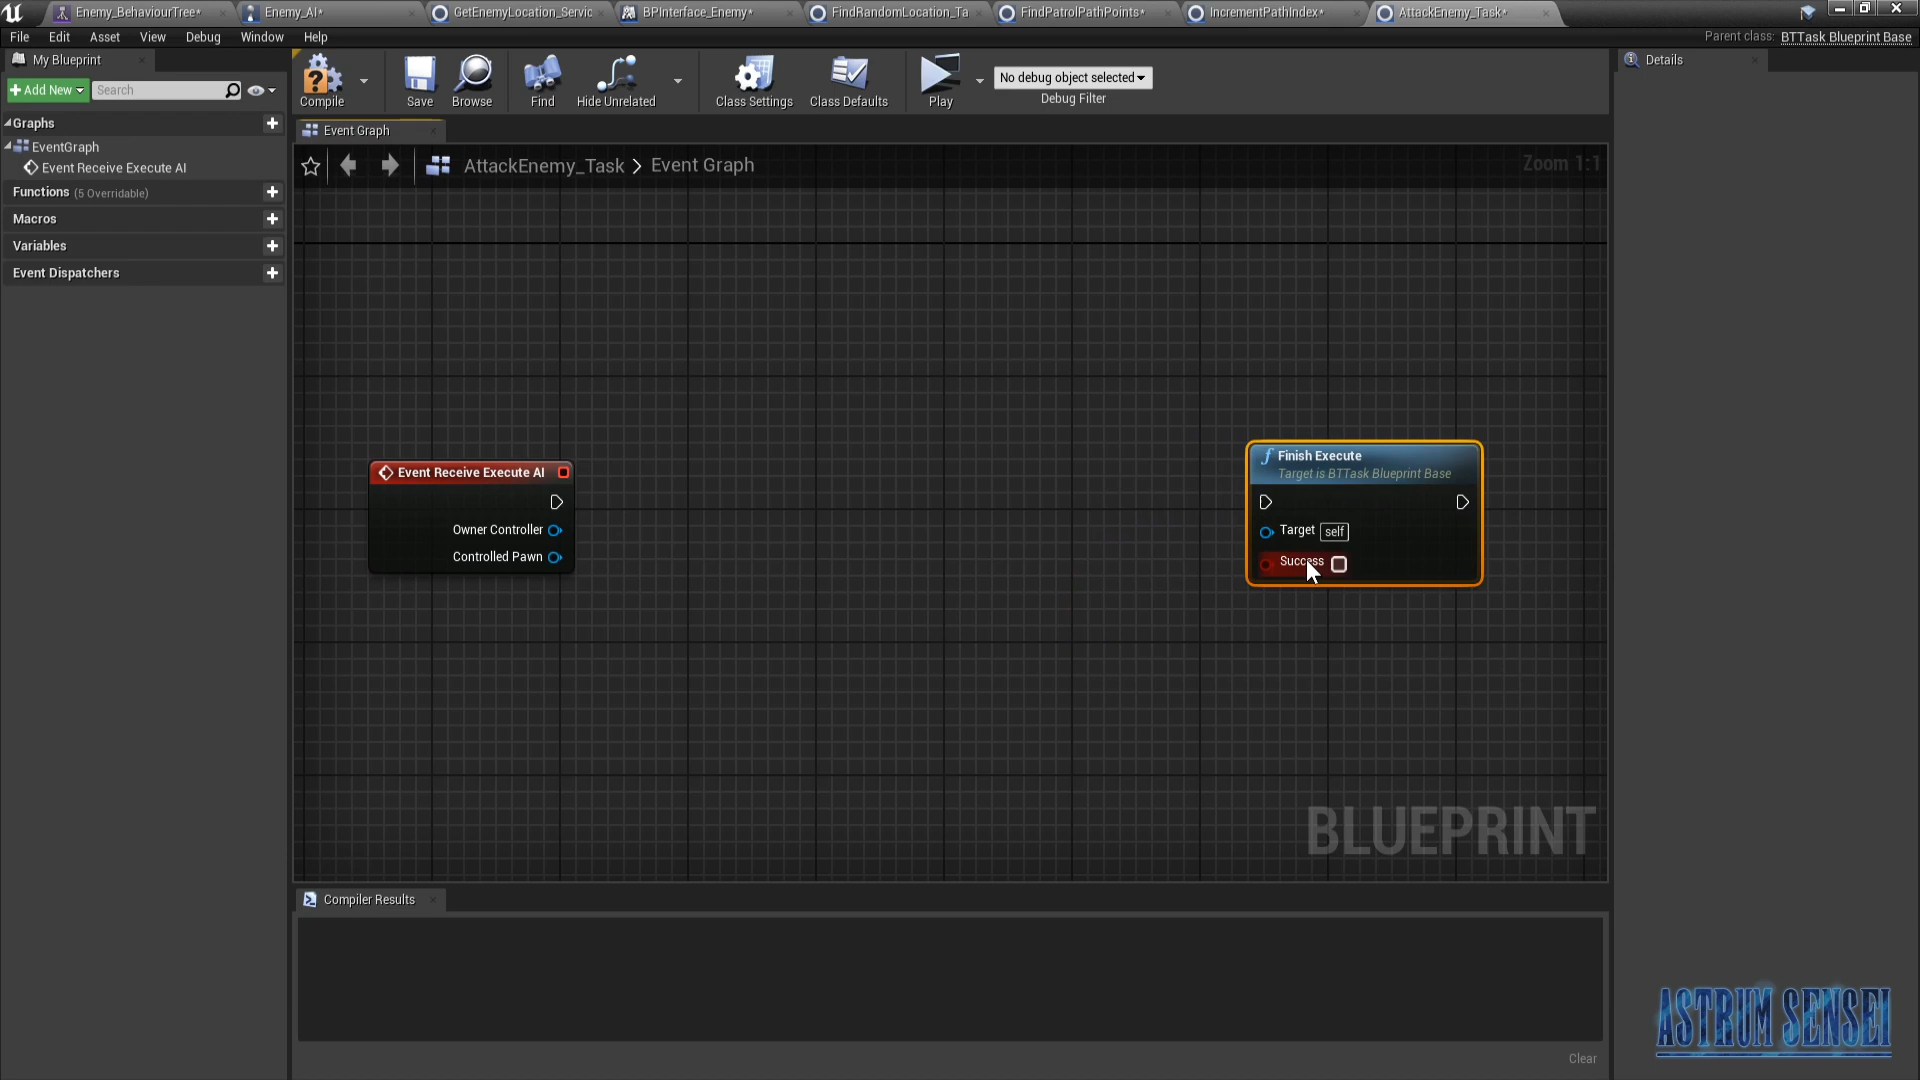 Enemy_BehaviourTree*
Enemy_AI*
GetEnemyLocation_Servic
BPInterface_Enemy*
FindRandomLocation_Ta
FindPatrolPathPoints*
IncrementPathIndex*
AttackEnemy_Task*
File
Edit
Asset
View
Debug
Window
Help
Parent class: BTTask Blueprint Base
My Blueprint
Add New
Search
Compile
Save
Browse
Find
Hide Unrelated
Class Settings
Class Defaults
Play
No debug object selected
Debug Filter
Details
Graphs
EventGraph
Event Receive Execute AI
Functions (5 Overridable)
Macros
Variables
Event Dispatchers
Event Graph
AttackEnemy_Task > Event Graph
Zoom 1:1
Event Receive Execute AI
Owner Controller
Controlled Pawn
Finish Execute
Target is BTTask Blueprint Base
Target self
Success
BLUEPRINT
Compiler Results
Clear
ASTRUM SENSEI